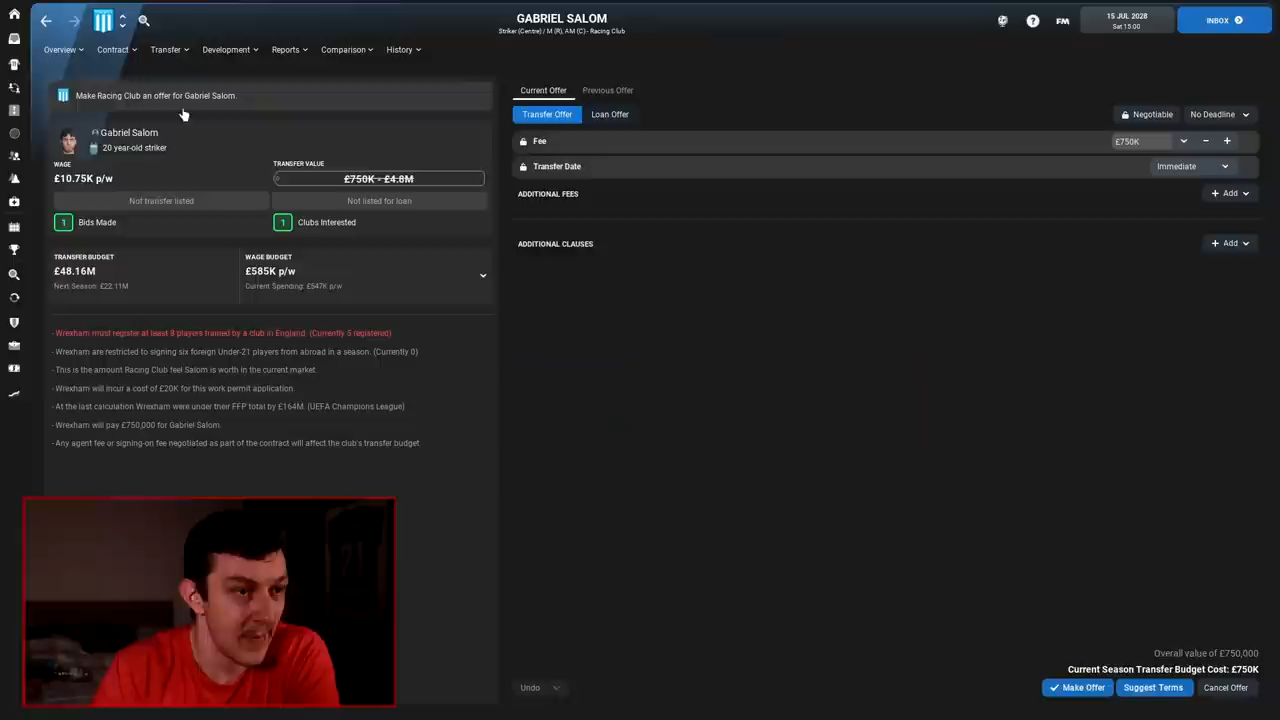 GABRIEL SALOM
Striker (Centre) / M (R), AM (C) - Racing Club
FM
15 JUL 2028
Sat 15:00
INBOX
Overview
Contract
Transfer
Development
Reports
Comparison
History
Make Racing Club an offer for Gabriel Salom.
Gabriel Salom
20 year-old striker
WAGE
£10.75K p/w
TRANSFER VALUE
£750K - £4.8M
Not transfer listed
Not listed for loan
1 Bids Made
1 Clubs Interested
TRANSFER BUDGET
£48.16M
Next Season: £22.11M
WAGE BUDGET
£585K p/w
Current Spending: £547K p/w
- Wrexham must register at least 8 players trained by a club in England. (Currently 5 registered)
- Wrexham are restricted to signing six foreign Under-21 players from abroad in a season. (Currently 0)
- This is the amount Racing Club feel Salom is worth in the current market.
- Wrexham will incur a cost of £20K for this work permit application.
- At the last calculation Wrexham were under their FFP total by £164M. (UEFA Champions League)
- Wrexham will pay £750,000 for Gabriel Salom.
- Any agent fee or signing-on fee negotiated as part of the contract will affect the club's transfer budget
Current Offer
Previous Offer
Transfer Offer
Loan Offer
Negotiable
No Deadline
Fee
£750K
Transfer Date
Immediate
ADDITIONAL FEES
Add
ADDITIONAL CLAUSES
Add
Overall value of £750,000
Current Season Transfer Budget Cost: £750K
Undo
Make Offer
Suggest Terms
Cancel Offer